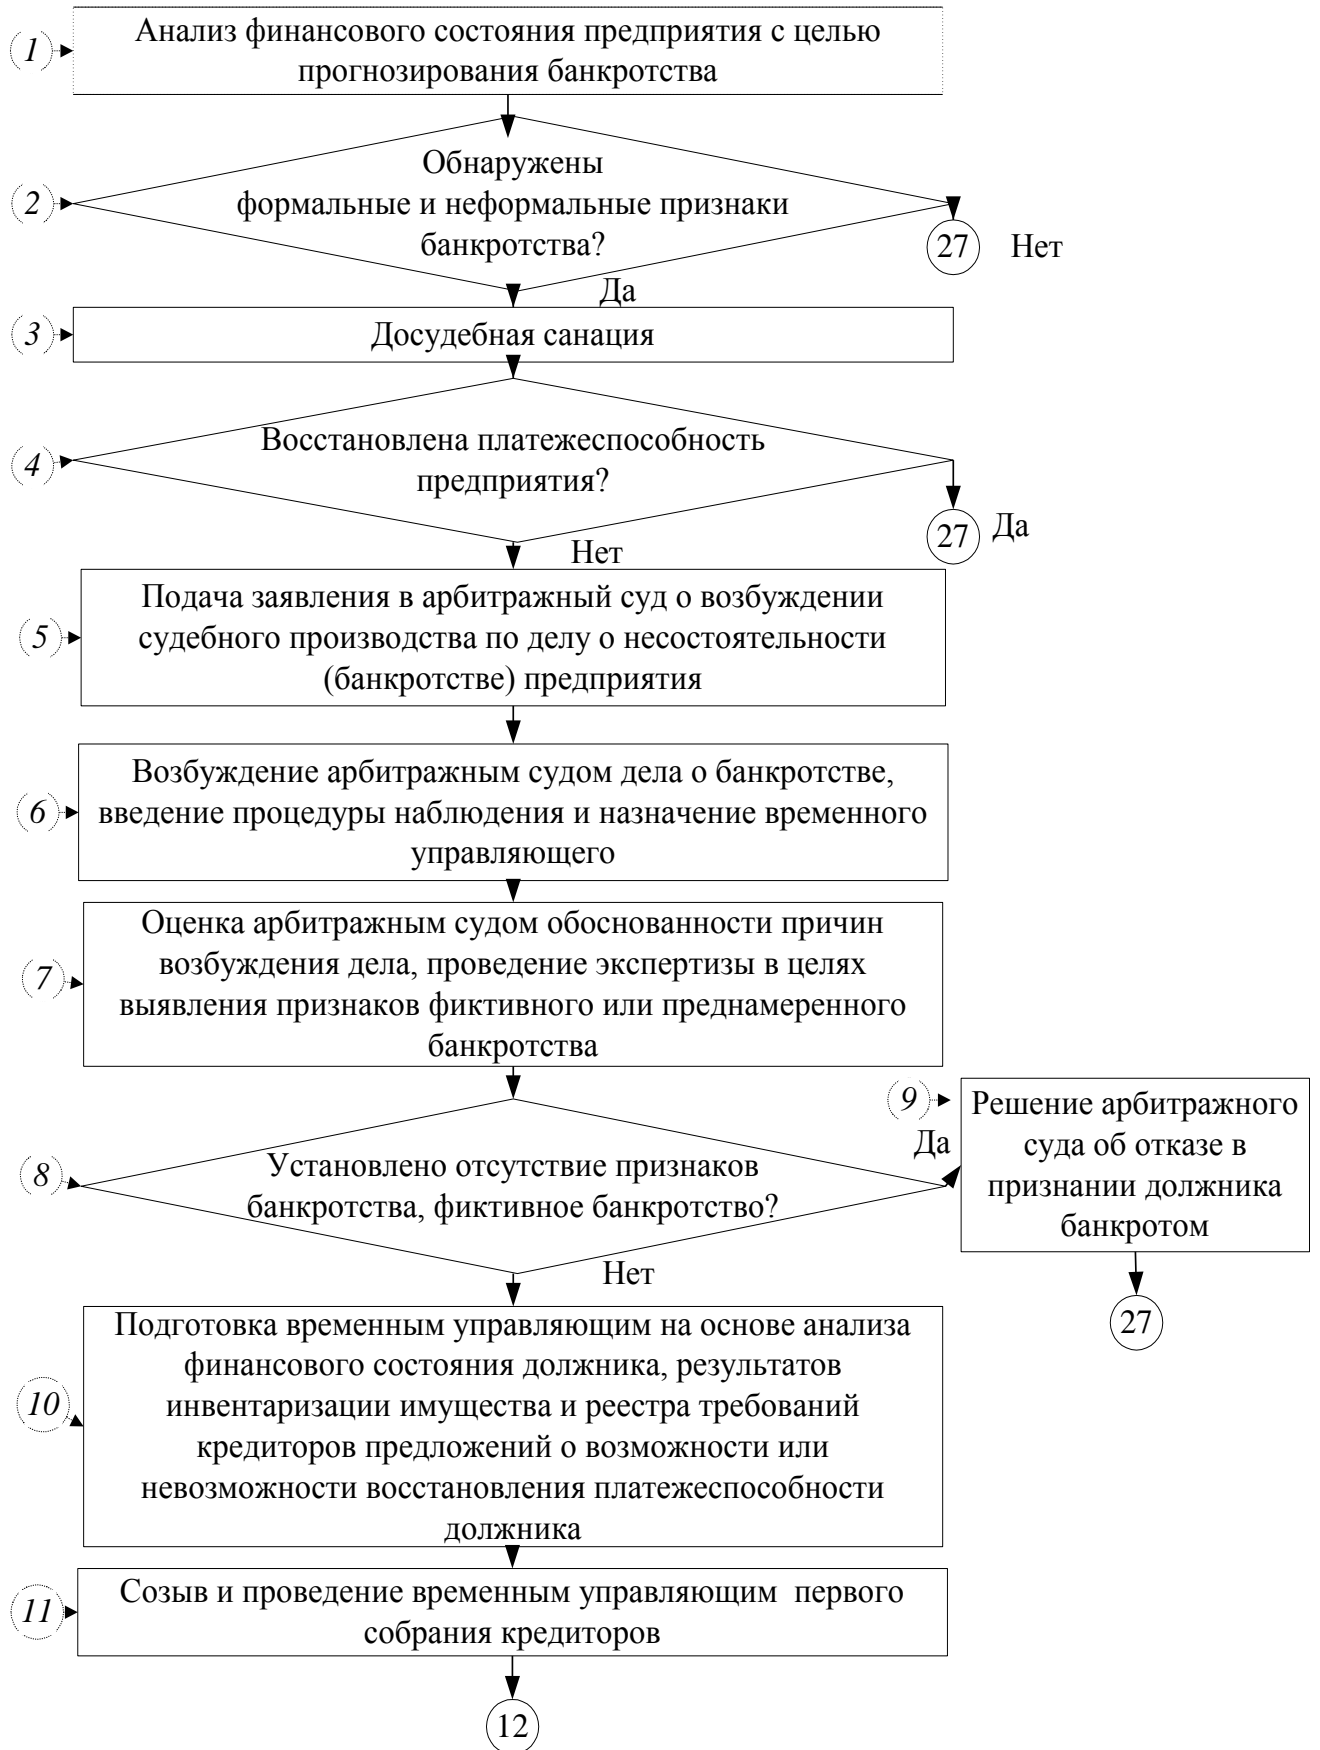 (1)
Анализ финансового состояния предприятия с целью
прогнозирования банкротства
(2)
Обнаружены
формальные и неформальные признаки
банкротства?
27
Нет
Да
(3)
Досудебная санация
(4)
Восстановлена платежеспособность
предприятия?
27
Да
Нет
(5)
Подача заявления в арбитражный суд о возбуждении
судебного производства по делу о несостоятельности
(банкротстве) предприятия
(6)
Возбуждение арбитражным судом дела о банкротстве,
введение процедуры наблюдения и назначение временного
управляющего
(7)
Оценка арбитражным судом обоснованности причин
возбуждения дела, проведение экспертизы в целях
выявления признаков фиктивного или преднамеренного
банкротства
(8)
Установлено отсутствие признаков
банкротства, фиктивное банкротство?
Да
(9)
Решение арбитражного
суда об отказе в
признании должника
банкротом
27
Нет
(10)
Подготовка временным управляющим на основе анализа
финансового состояния должника, результатов
инвентаризации имущества и реестра требований
кредиторов предложений о возможности или
невозможности восстановления платежеспособности
должника
(11)
Созыв и проведение временным управляющим первого
собрания кредиторов
12